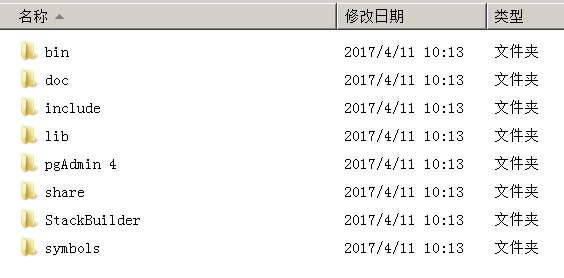 名称 修改日期 类型
bin 2017/4/11 10:13 文件夹
doc 2017/4/11 10:13 文件夹
include 2017/4/11 10:13 文件夹
lib 2017/4/11 10:13 文件夹
pgAdmin 4 2017/4/11 10:13 文件夹
share 2017/4/11 10:13 文件夹
StackBuilder 2017/4/11 10:13 文件夹
symbols 2017/4/11 10:13 文件夹